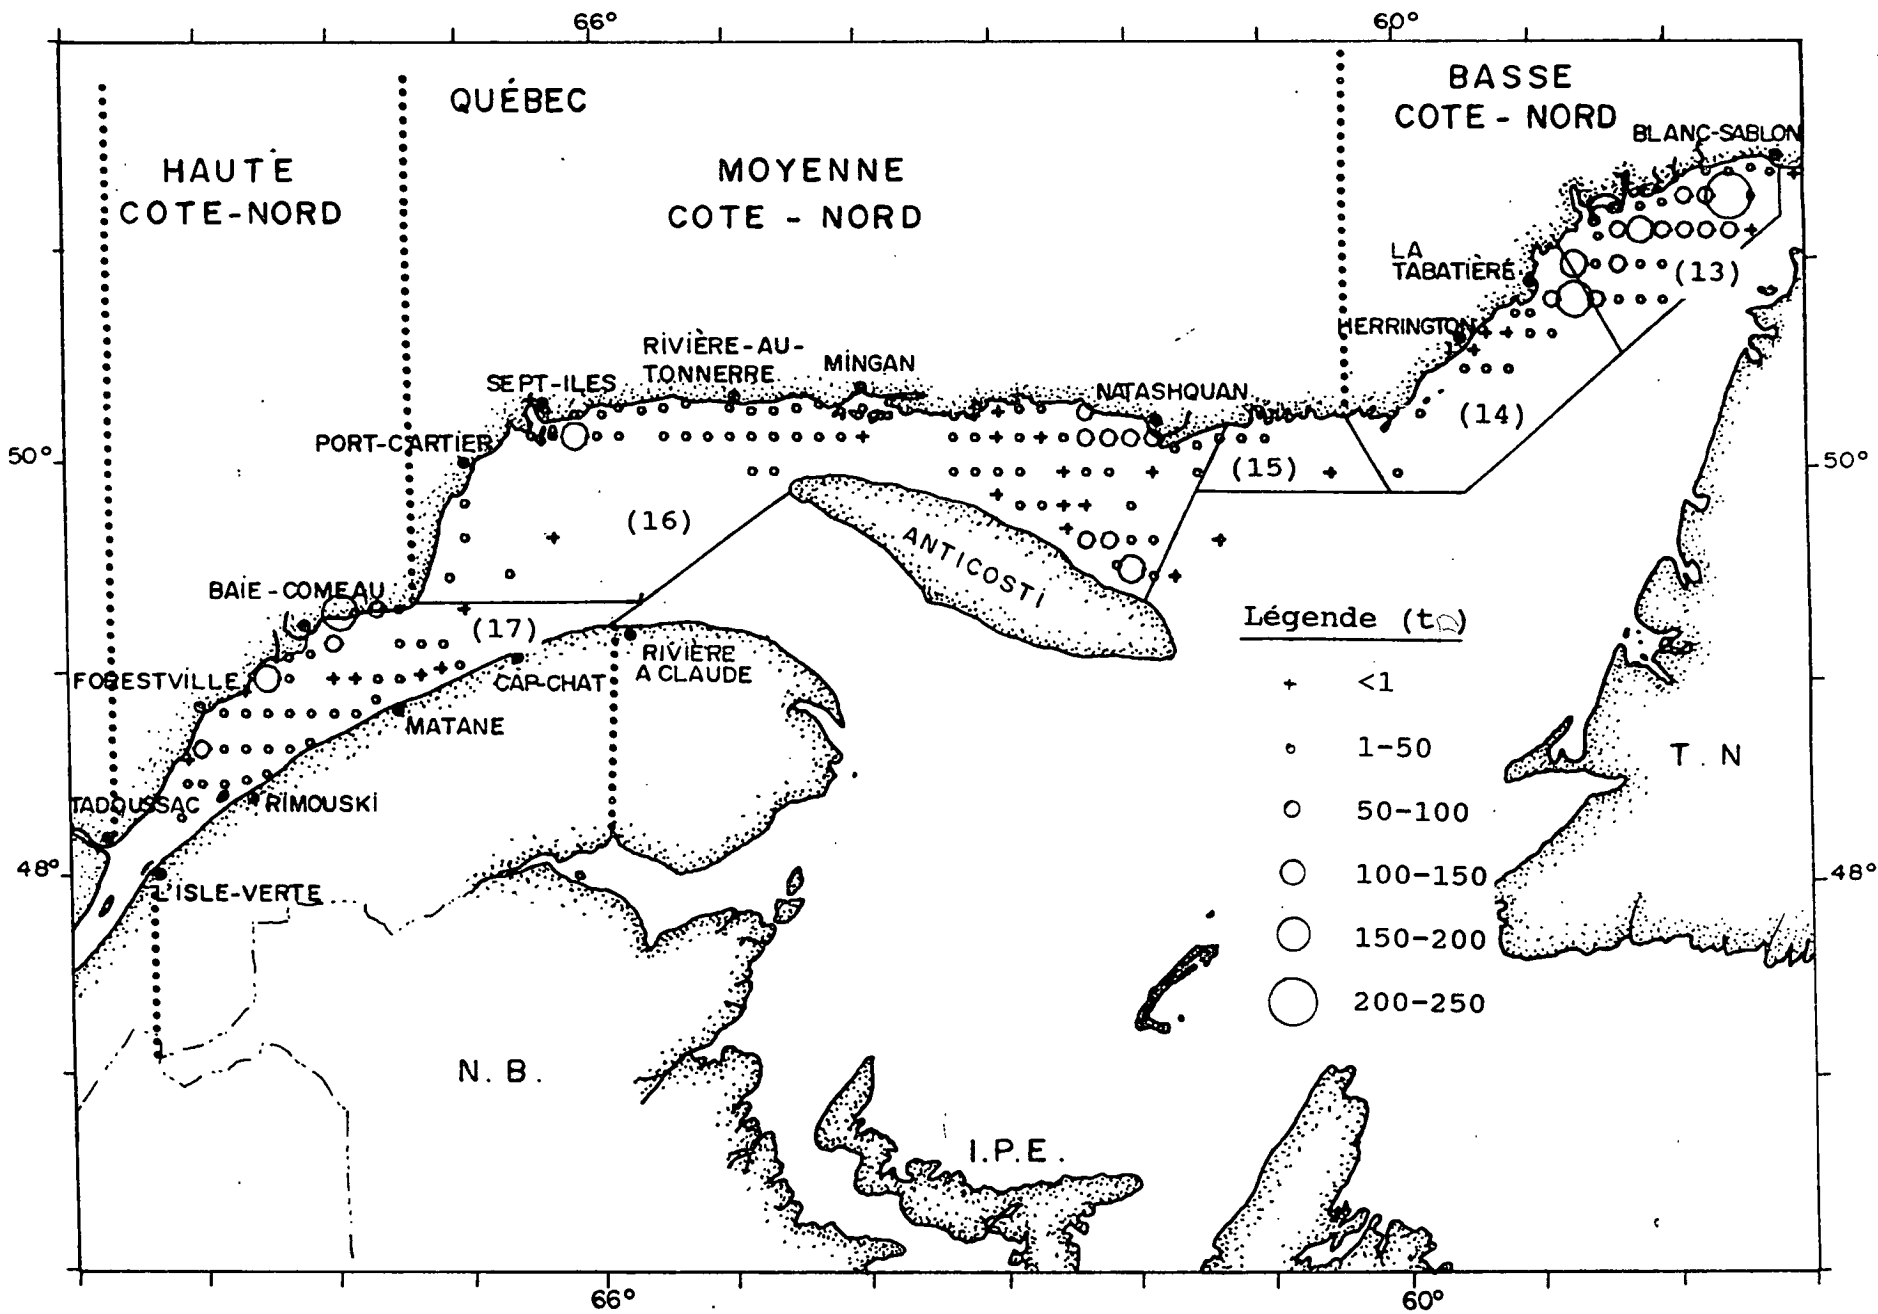 66°
60°
QUÉBEC
BASSE
COTE - NORD
BLANC-SABLON
HAUTE
COTE-NORD
MOYENNE
COTE - NORD
LA
TABATIÈRE
(13)
HERRINGTON
RIVIÈRE-AU-
TONNERRE
MINGAN
SEPT-ILES
NATASHQUAN
(14)
PORT-CARTIER
50°
50°
(15)
(16)
ANTICOSTI
BAIE-COMEAU
(17)
RIVIÈRE
A CLAUDE
FORESTVILLE
CAP-CHAT
MATANE
TADOUSSAC
RIMOUSKI
48°
48°
L'ISLE-VERTE
Légende (t)
<1
1-50
50-100
100-150
150-200
200-250
T. N
N. B.
I.P.E.
66°
60°